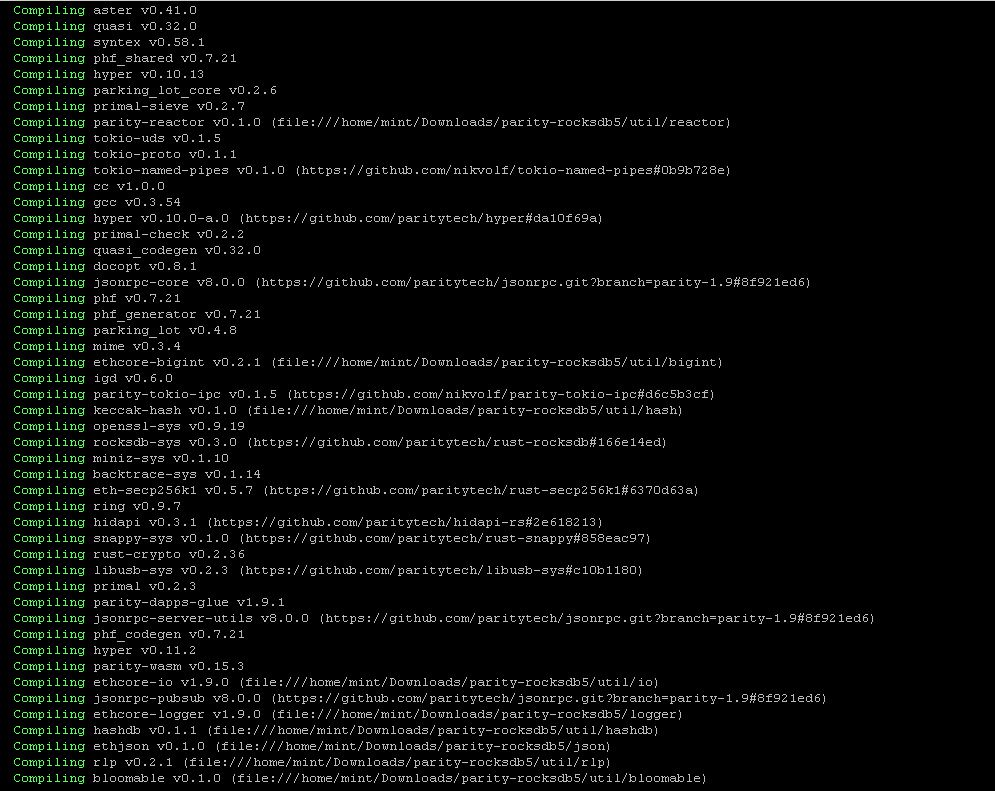 Compiling aster v0.41.0
Compiling quasi v0.32.0
Compiling syntex v0.58.1
Compiling phf_shared v0.7.21
Compiling hyper v0.10.13
Compiling parking_lot_core v0.2.6
Compiling primal-sieve v0.2.7
Compiling parity-reactor v0.1.0 (file:///home/mint/Downloads/parity-rocksdb5/util/reactor)
Compiling tokio-uds v0.1.5
Compiling tokio-proto v0.1.1
Compiling tokio-named-pipes v0.1.0 (https://github.com/nikvolf/tokio-named-pipes#0b9b728e)
Compiling cc v1.0.0
Compiling gcc v0.3.54
Compiling hyper v0.10.0-a.0 (https://github.com/paritytech/hyper#da10f69a)
Compiling primal-check v0.2.2
Compiling quasi_codegen v0.32.0
Compiling docopt v0.8.1
Compiling jsonrpc-core v8.0.0 (https://github.com/paritytech/jsonrpc.git?branch=parity-1.9#8f921ed6)
Compiling phf v0.7.21
Compiling phf_generator v0.7.21
Compiling parking_lot v0.4.8
Compiling mime v0.3.4
Compiling ethcore-bigint v0.2.1 (file:///home/mint/Downloads/parity-rocksdb5/util/bigint)
Compiling igd v0.6.0
Compiling parity-tokio-ipc v0.1.5 (https://github.com/nikvolf/parity-tokio-ipc#d6c5b3cf)
Compiling keccak-hash v0.1.0 (file:///home/mint/Downloads/parity-rocksdb5/util/hash)
Compiling openssl-sys v0.9.19
Compiling rocksdb-sys v0.3.0 (https://github.com/paritytech/rust-rocksdb#166e14ed)
Compiling miniz-sys v0.1.10
Compiling backtrace-sys v0.1.14
Compiling eth-secp256k1 v0.5.7 (https://github.com/paritytech/rust-secp256k1#6370d63a)
Compiling ring v0.9.7
Compiling hidapi v0.3.1 (https://github.com/paritytech/hidapi-rs#2e618213)
Compiling snappy-sys v0.1.0 (https://github.com/paritytech/rust-snappy#858eac97)
Compiling rust-crypto v0.2.36
Compiling libusb-sys v0.2.3 (https://github.com/paritytech/libusb-sys#c10b1180)
Compiling primal v0.2.3
Compiling parity-dapps-glue v1.9.1
Compiling jsonrpc-server-utils v8.0.0 (https://github.com/paritytech/jsonrpc.git?branch=parity-1.9#8f921ed6)
Compiling phf_codegen v0.7.21
Compiling hyper v0.11.2
Compiling parity-wasm v0.15.3
Compiling ethcore-io v1.9.0 (file:///home/mint/Downloads/parity-rocksdb5/util/io)
Compiling jsonrpc-pubsub v8.0.0 (https://github.com/paritytech/jsonrpc.git?branch=parity-1.9#8f921ed6)
Compiling ethcore-logger v1.9.0 (file:///home/mint/Downloads/parity-rocksdb5/logger)
Compiling hashdb v0.1.1 (file:///home/mint/Downloads/parity-rocksdb5/util/hashdb)
Compiling ethjson v0.1.0 (file:///home/mint/Downloads/parity-rocksdb5/json)
Compiling rlp v0.2.1 (file:///home/mint/Downloads/parity-rocksdb5/util/rlp)
Compiling bloomable v0.1.0 (file:///home/mint/Downloads/parity-rocksdb5/util/bloomable)